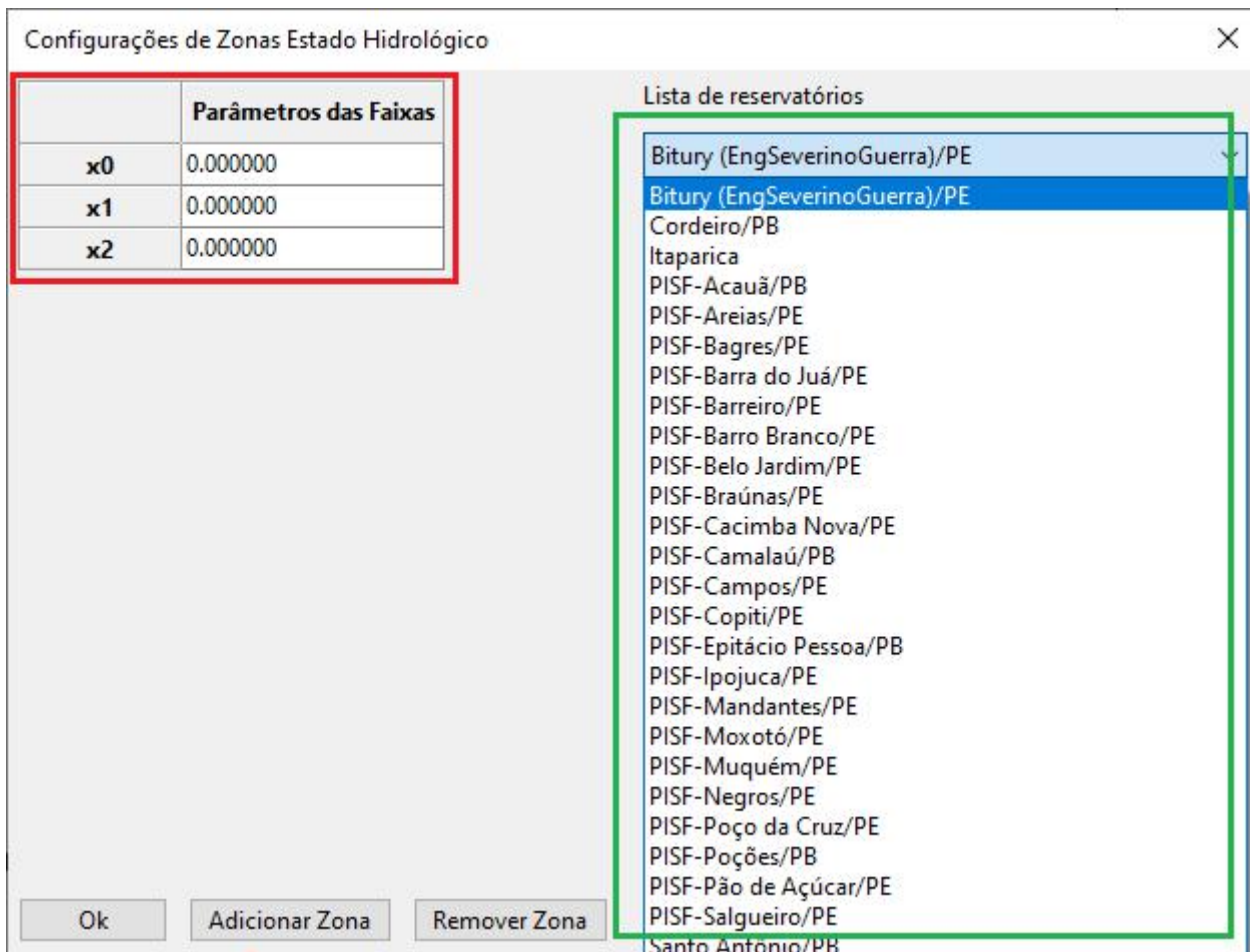 Configurações de Zonas Estado Hidrológico
Parâmetros das Faixas
x0 0.000000
x1 0.000000
x2 0.000000
Lista de reservatórios
Bitury (EngSeverinoGuerra)/PE
Bitury (EngSeverinoGuerra)/PE
Cordeiro/PB
Itaparica
PISF-Acauã/PB
PISF-Areias/PE
PISF-Bagres/PE
PISF-Barra do Juá/PE
PISF-Barreiro/PE
PISF-Barro Branco/PE
PISF-Belo Jardim/PE
PISF-Braúnas/PE
PISF-Cacimba Nova/PE
PISF-Camalaú/PB
PISF-Campos/PE
PISF-Copiti/PE
PISF-Epitácio Pessoa/PB
PISF-Ipojuca/PE
PISF-Mandantes/PE
PISF-Moxotó/PE
PISF-Muquém/PE
PISF-Negros/PE
PISF-Poço da Cruz/PE
PISF-Poções/PB
PISF-Pão de Açúcar/PE
PISF-Salgueiro/PE
Santo Antônio/PB
Ok Adicionar Zona Remover Zona